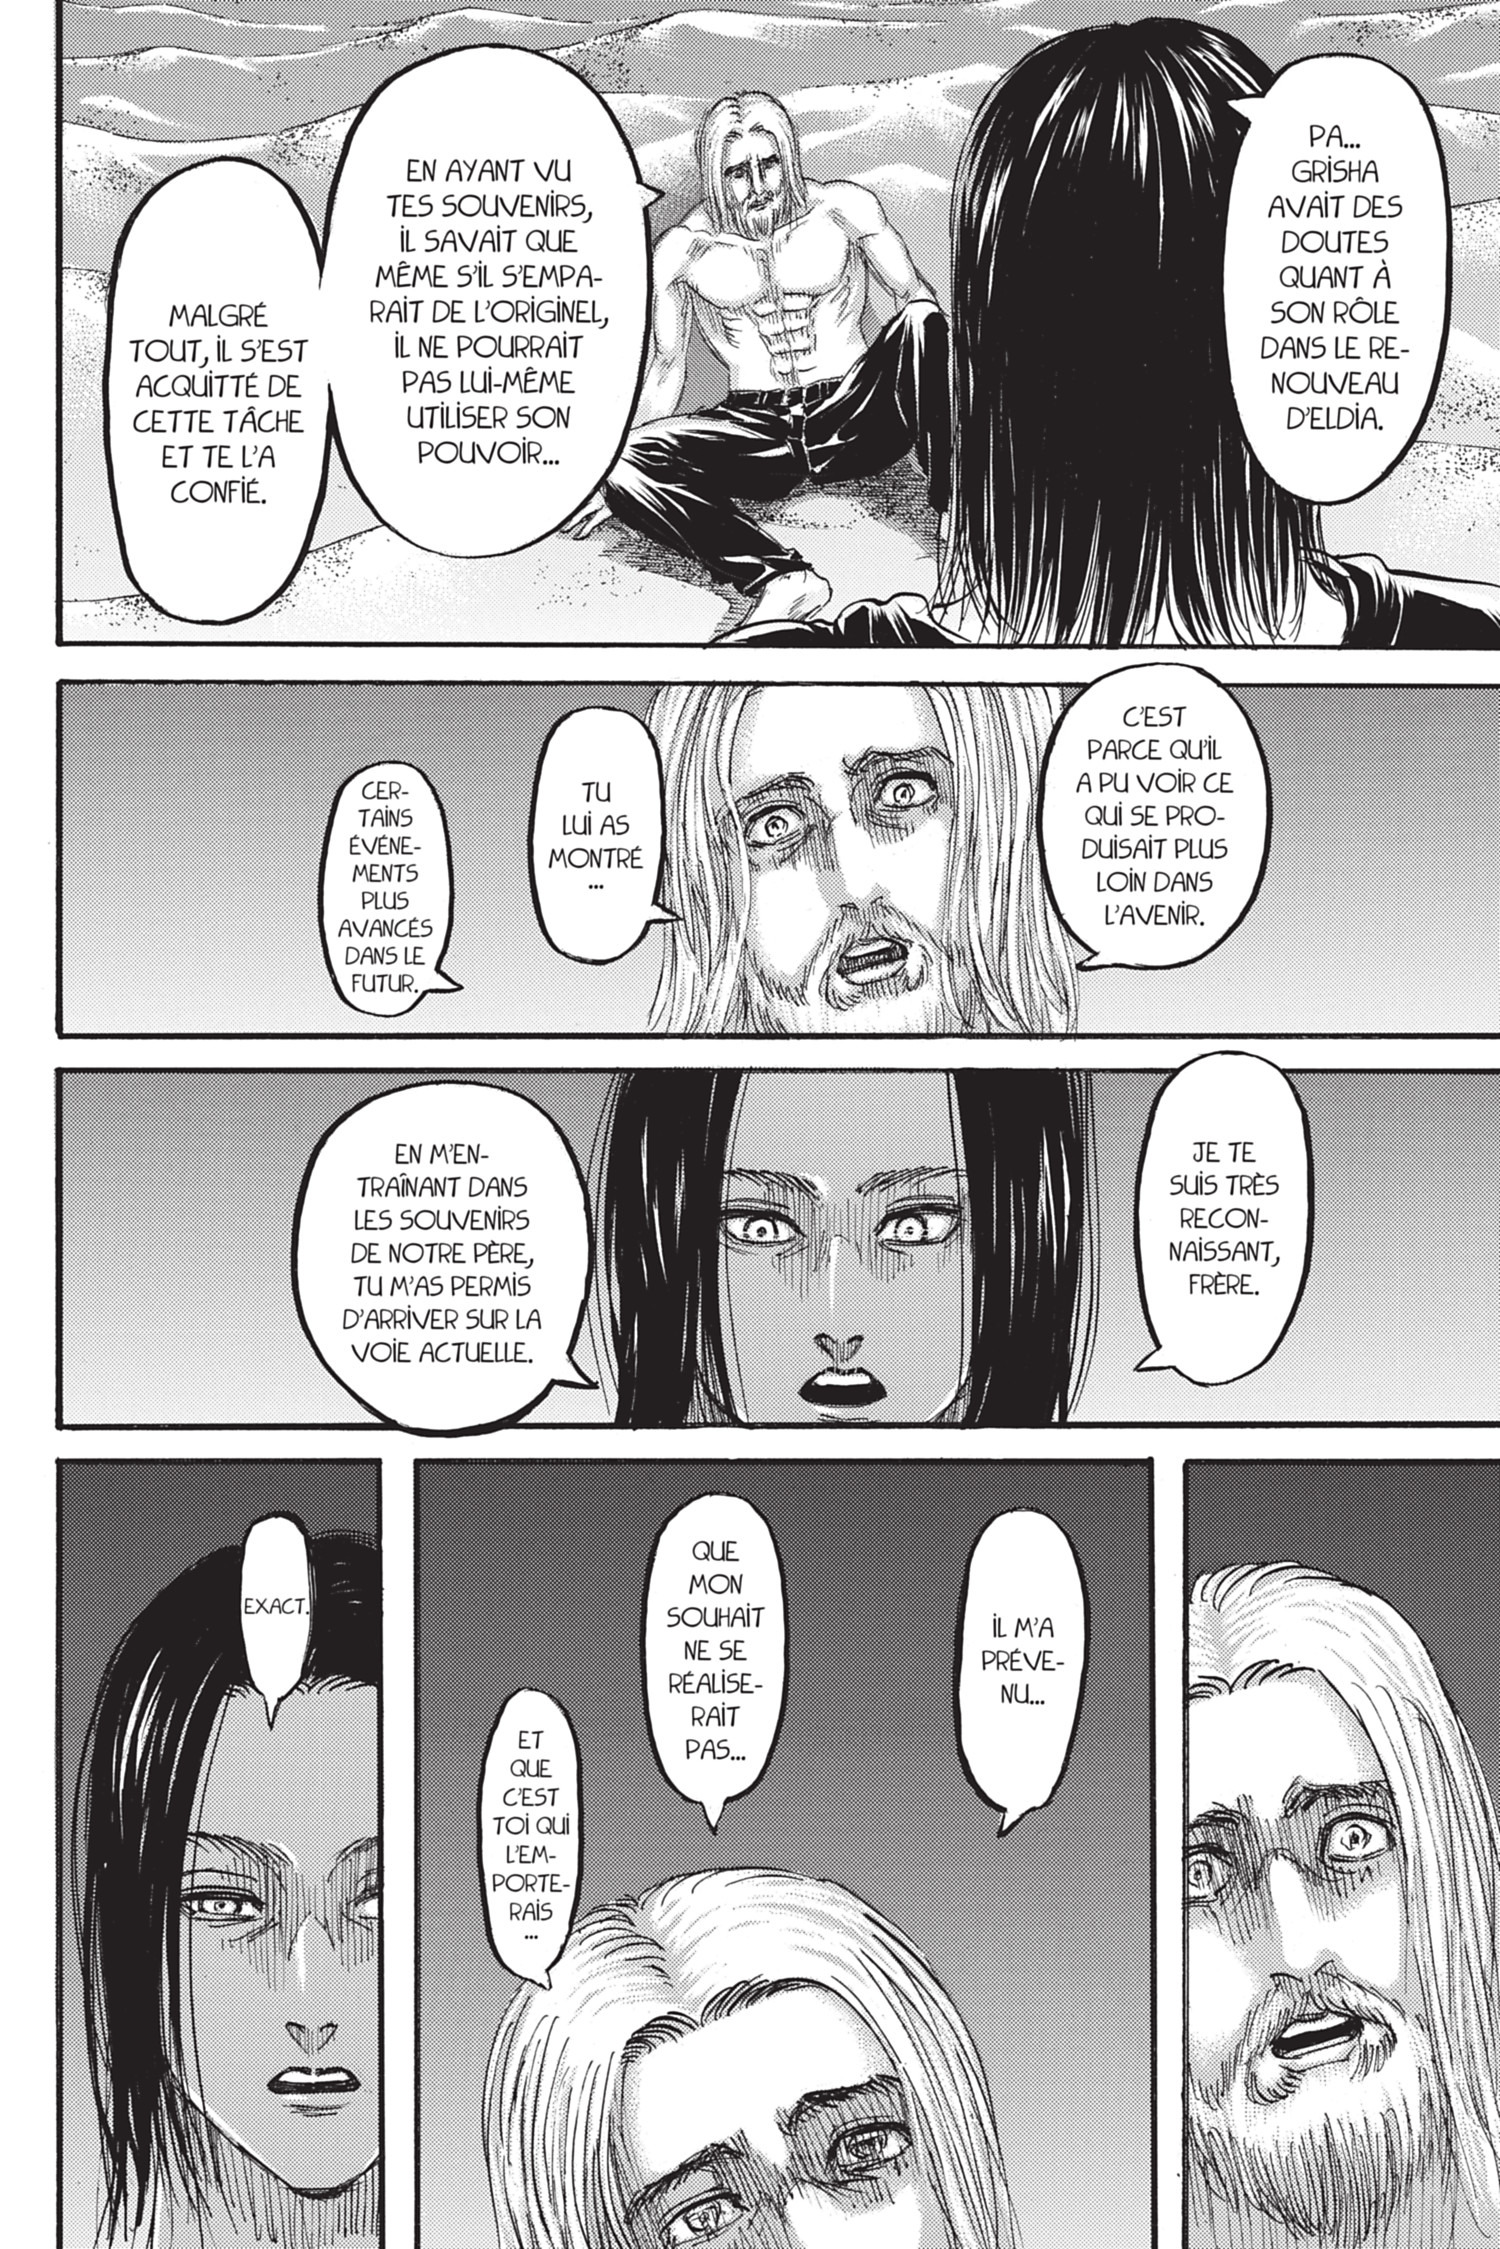 PA...
GRISHA
AVAIT DES
DOUTES
QUANT À
SON RÔLE
DANS LE RE-
NOUVEAU
D'ELDIA.
EN AYANT VU
TES SOUVENIRS,
IL SAVAIT QUE
MÊME S'IL S'EMPA-
RAIT DE L'ORIGINEL,
IL NE POURRAIT
PAS LUI-MÊME
UTILISER SON
POUVOIR...
MALGRÉ
TOUT, IL S'EST
ACQUITTÉ DE
CETTE TÂCHE
ET TE L'A
CONFIÉ.
C'EST
PARCE QU'IL
A PU VOIR CE
QUI SE PRO-
DUISAIT PLUS
LOIN DANS
L'AVENIR.
TU
LUI AS
MONTRÉ
...
CER-
TAINS
ÉVÉNE-
MENTS
PLUS
AVANCÉS
DANS LE
FUTUR.
JE TE
SUIS TRÈS
RECON-
NAISSANT,
FRÈRE.
EN M'EN-
TRAÎNANT DANS
LES SOUVENIRS
DE NOTRE PÈRE,
TU M'AS PERMIS
D'ARRIVER SUR LA
VOIE ACTUELLE.
IL M'A
PRÉVE-
NU...
QUE
MON
SOUHAIT
NE SE
RÉALISE-
RAIT
PAS...
ET
QUE
C'EST
TOI QUI
L'EM-
PORTE-
RAIS
...
EXACT.